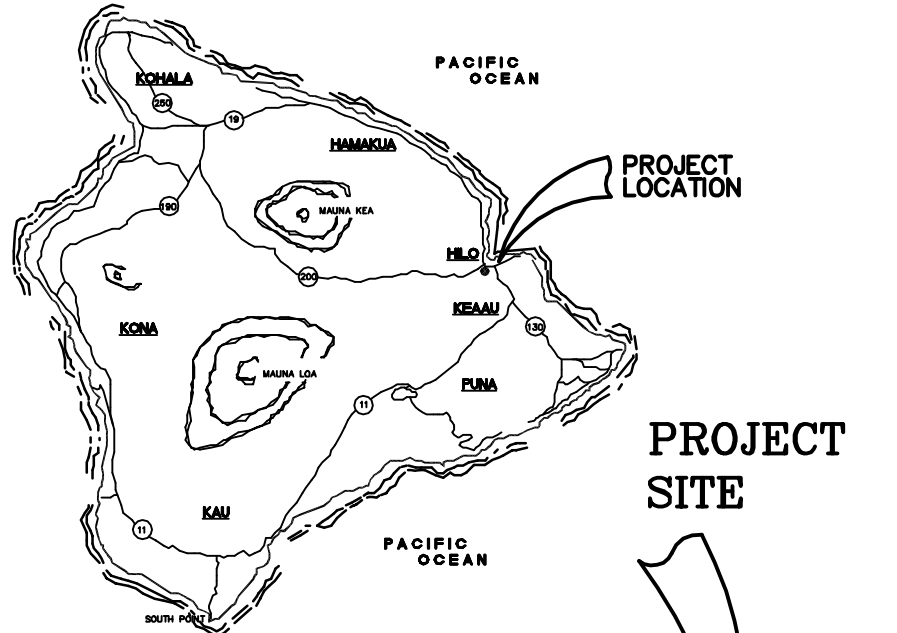 PACIFIC
OCEAN
KOHALA
250
19
HAMAKUA
PROJECT
LOCATION
190
MAUNA KEA
HILO
200
KEAAU
KONA
130
MAUNA LOA
PUNA
11
PROJECT
SITE
KAU
11
PACIFIC
OCEAN
SOUTH POINT